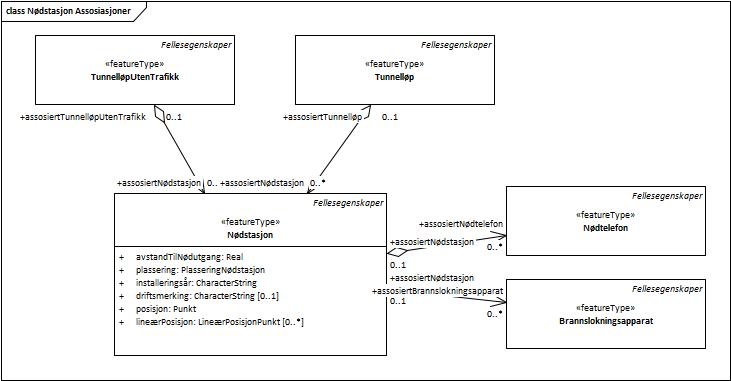 class Nødstasjon Assosiasjoner
Fellesegenskaper
«featureType»
TunnelløpUtenTrafikk
Fellesegenskaper
«featureType»
Tunnelløp
+assosiertTunnelløpUtenTrafikk 0..1
+assosiertTunnelløp 0..1
+assosiertNødstasjon 0.. +assosiertNødstasjon 0..*
Fellesegenskaper
«featureType»
Nødstasjon
+ avstandTilNødutgang: Real
+ plassering: PlasseringNødstasjon
+ installeringsår: CharacterString
+ driftsmerking: CharacterString [0..1]
+ posisjon: Punkt
+ lineærPosisjon: LineærPosisjonPunkt [0..*]
+assosiertNødtelefon
+assosiertNødstasjon
0..*
0..1
+assosiertNødstasjon
+assosiertBrannslokningsapparat
0..1
0..*
Fellesegenskaper
«featureType»
Nødtelefon
Fellesegenskaper
«featureType»
Brannslokningsapparat